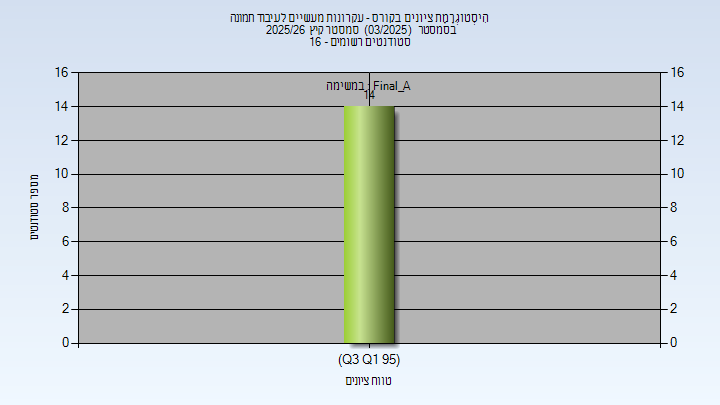 הִיסְטוֹגְרָמַת ציונים בקורס - עקרונות מעשיים לעיבוד תמונה
בסמסטר (03/2025) סמסטר קיץ 2025/26
סטודנטים רשומים - 16
במשימה : Final_A
14
16 16
14 14
12 12
10 10
8 8
6 6
4 4
2 2
0 0
מספר סטודנטים
(Q3 Q1 95)
טווח ציונים